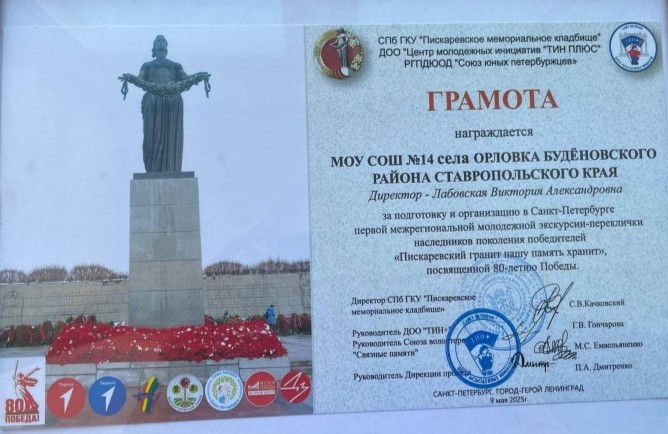 СПб ГКУ "Пискаревское мемориальное кладбище"
ДОО "Центр молодежных инициатив "ТИН ПЛЮС"
РГПДЮОД "Союз юных петербуржцев»
ГРАМОТА
награждается
МОУ СОШ №14 села ОРЛОВКА БУДЁНОВСКОГО
РАЙОНА СТАВРОПОЛЬСКОГО КРАЯ
Директор - Лабовская Виктория Александровна
за подготовку и организацию в Санкт-Петербурге
первой межрегиональной молодежной экскурсии-переклички
наследников поколения победителей
«Пискаревский гранит нашу память хранит»,
посвященной 80-летию Победы.
Директор СПб ГКУ "Пискаревское
мемориальное кладбище"
С.В.Качковский
Руководитель ДОО "ТИН
Г.В. Гончарова
Руководитель Союза волонтеров
"Связные памяти"
М.С. Емельяненко
Руководитель Дирекции
П.А. Дмитренко
САНКТ-ПЕТЕРБУРГ, ГОРОД-ГЕРОЙ ЛЕНИНГРАД
9 мая 2025г.
80
ПОБЕДА!